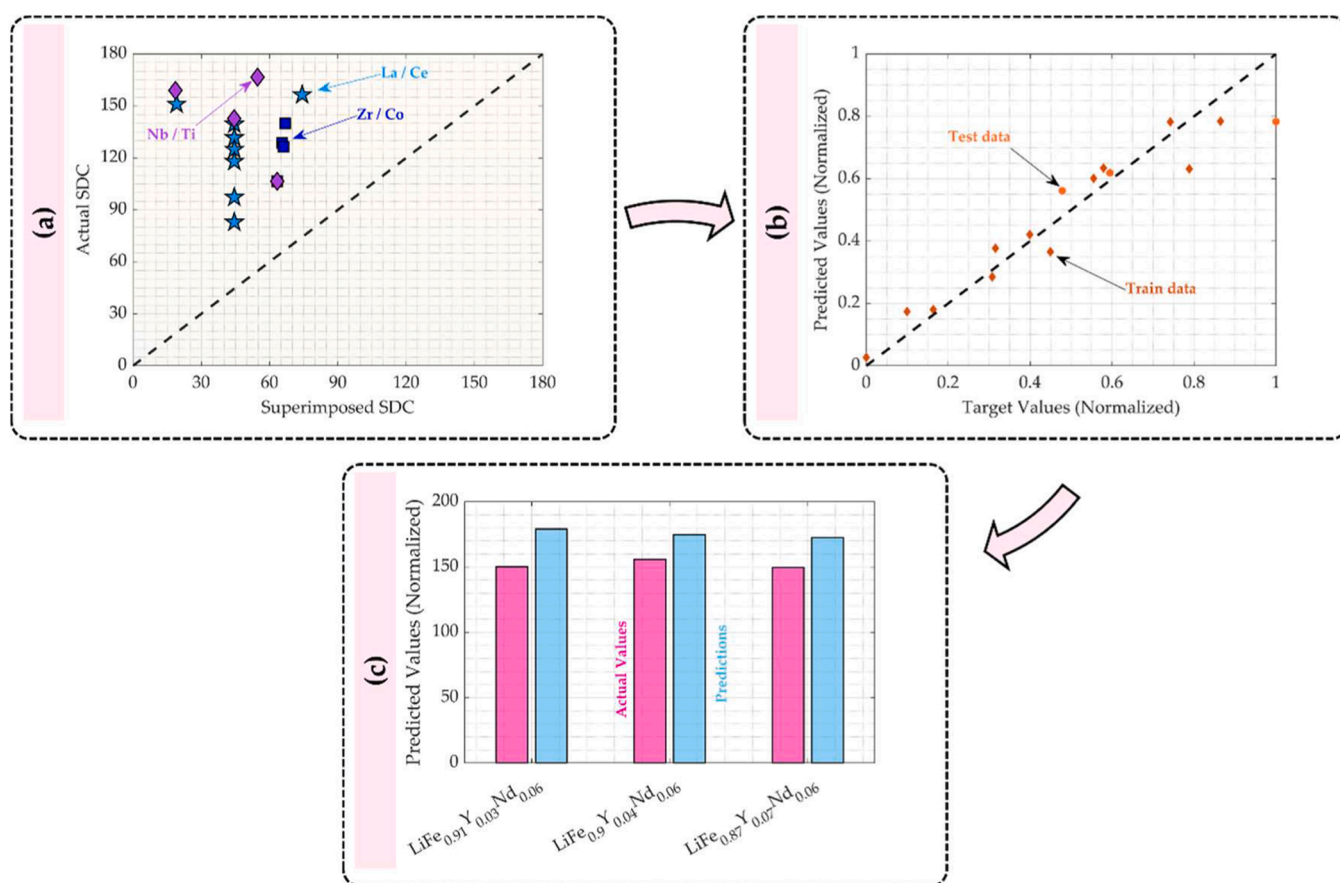 (a)
Actual SDC
180
150
120
90
60
30
0
0 30 60 90 120 150 180
Superimposed SDC
La / Ce
Zr / Co
Nb / Ti
(b)
Predicted Values (Normalized)
1
0.8
0.6
0.4
0.2
0
0 0.2 0.4 0.6 0.8 1
Target Values (Normalized)
Test data
Train data
(c)
Predicted Values (Normalized)
200
150
100
50
0
Actual Values
Predictions
LiFe0.91Y0.03Nd0.06
LiFe0.9Y0.04Nd0.06
LiFe0.87Y0.07Nd0.06